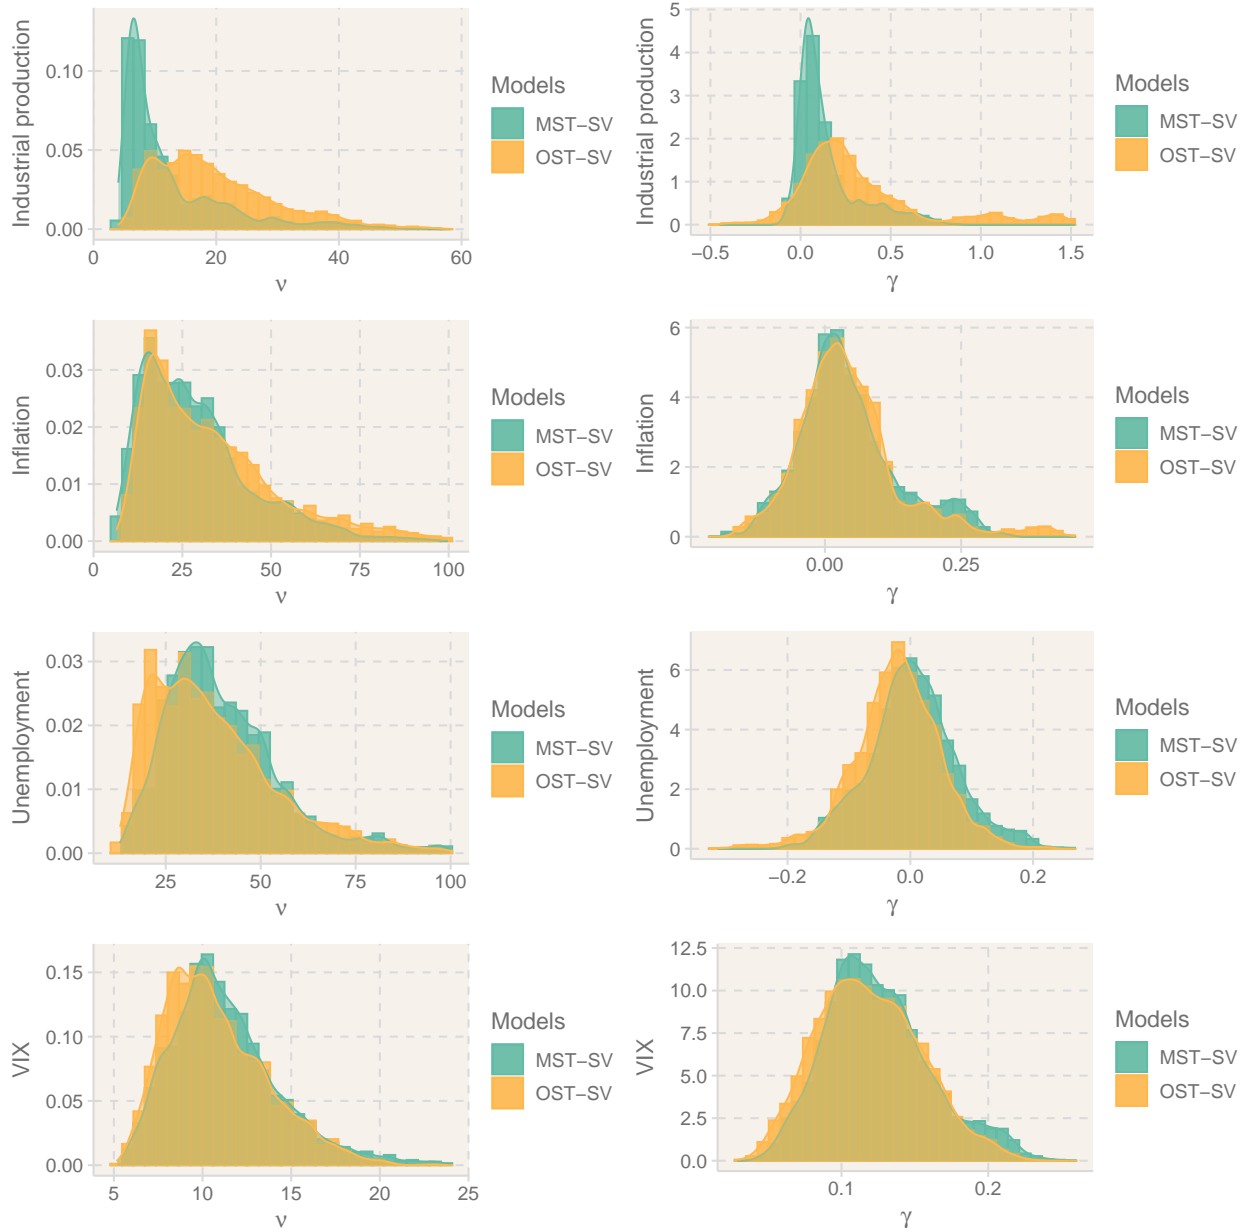 Industrial production
0.10
0.05
0.00
0
20
40
60
ν
Models
MST−SV
OST−SV
Industrial production
5
4
3
2
1
0
−0.5
0.0
0.5
1.0
1.5
γ
Models
MST−SV
OST−SV
Inflation
0.03
0.02
0.01
0.00
0
25
50
75
100
ν
Models
MST−SV
OST−SV
Inflation
6
4
2
0
0.00
0.25
γ
Models
MST−SV
OST−SV
Unemployment
0.03
0.02
0.01
0.00
25
50
75
100
ν
Models
MST−SV
OST−SV
Unemployment
6
4
2
0
−0.2
0.0
0.2
γ
Models
MST−SV
OST−SV
VIX
0.15
0.10
0.05
0.00
5
10
15
20
25
ν
Models
MST−SV
OST−SV
VIX
12.5
10.0
7.5
5.0
2.5
0.0
0.1
0.2
γ
Models
MST−SV
OST−SV